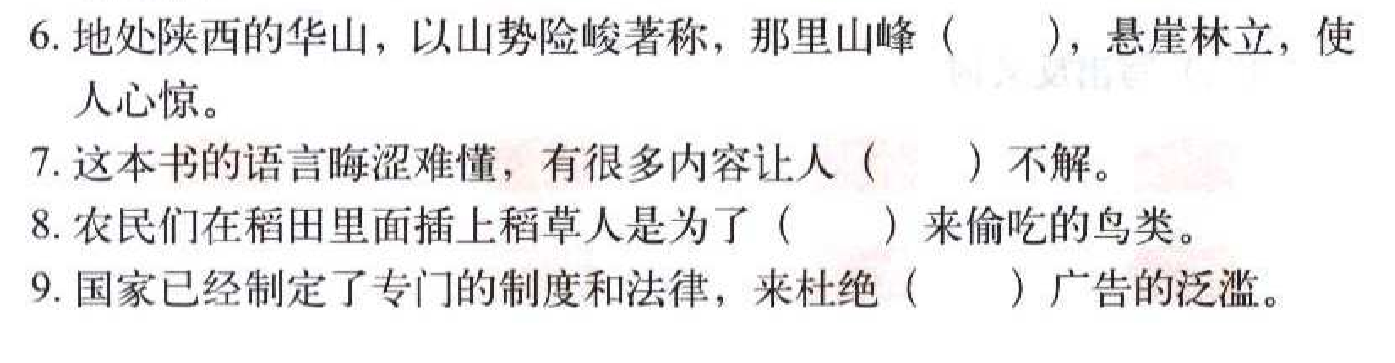 6. 地处陕西的华山，以山势险峻著称，那里山峰（　　），悬崖林立，使
人心惊。
7. 这本书的语言晦涩难懂，有很多内容让人（　　）不解。
8. 农民们在稻田里面插上稻草人是为了（　　）来偷吃的鸟类。
9. 国家已经制定了专门的制度和法律，来杜绝（　　）广告的泛滥。